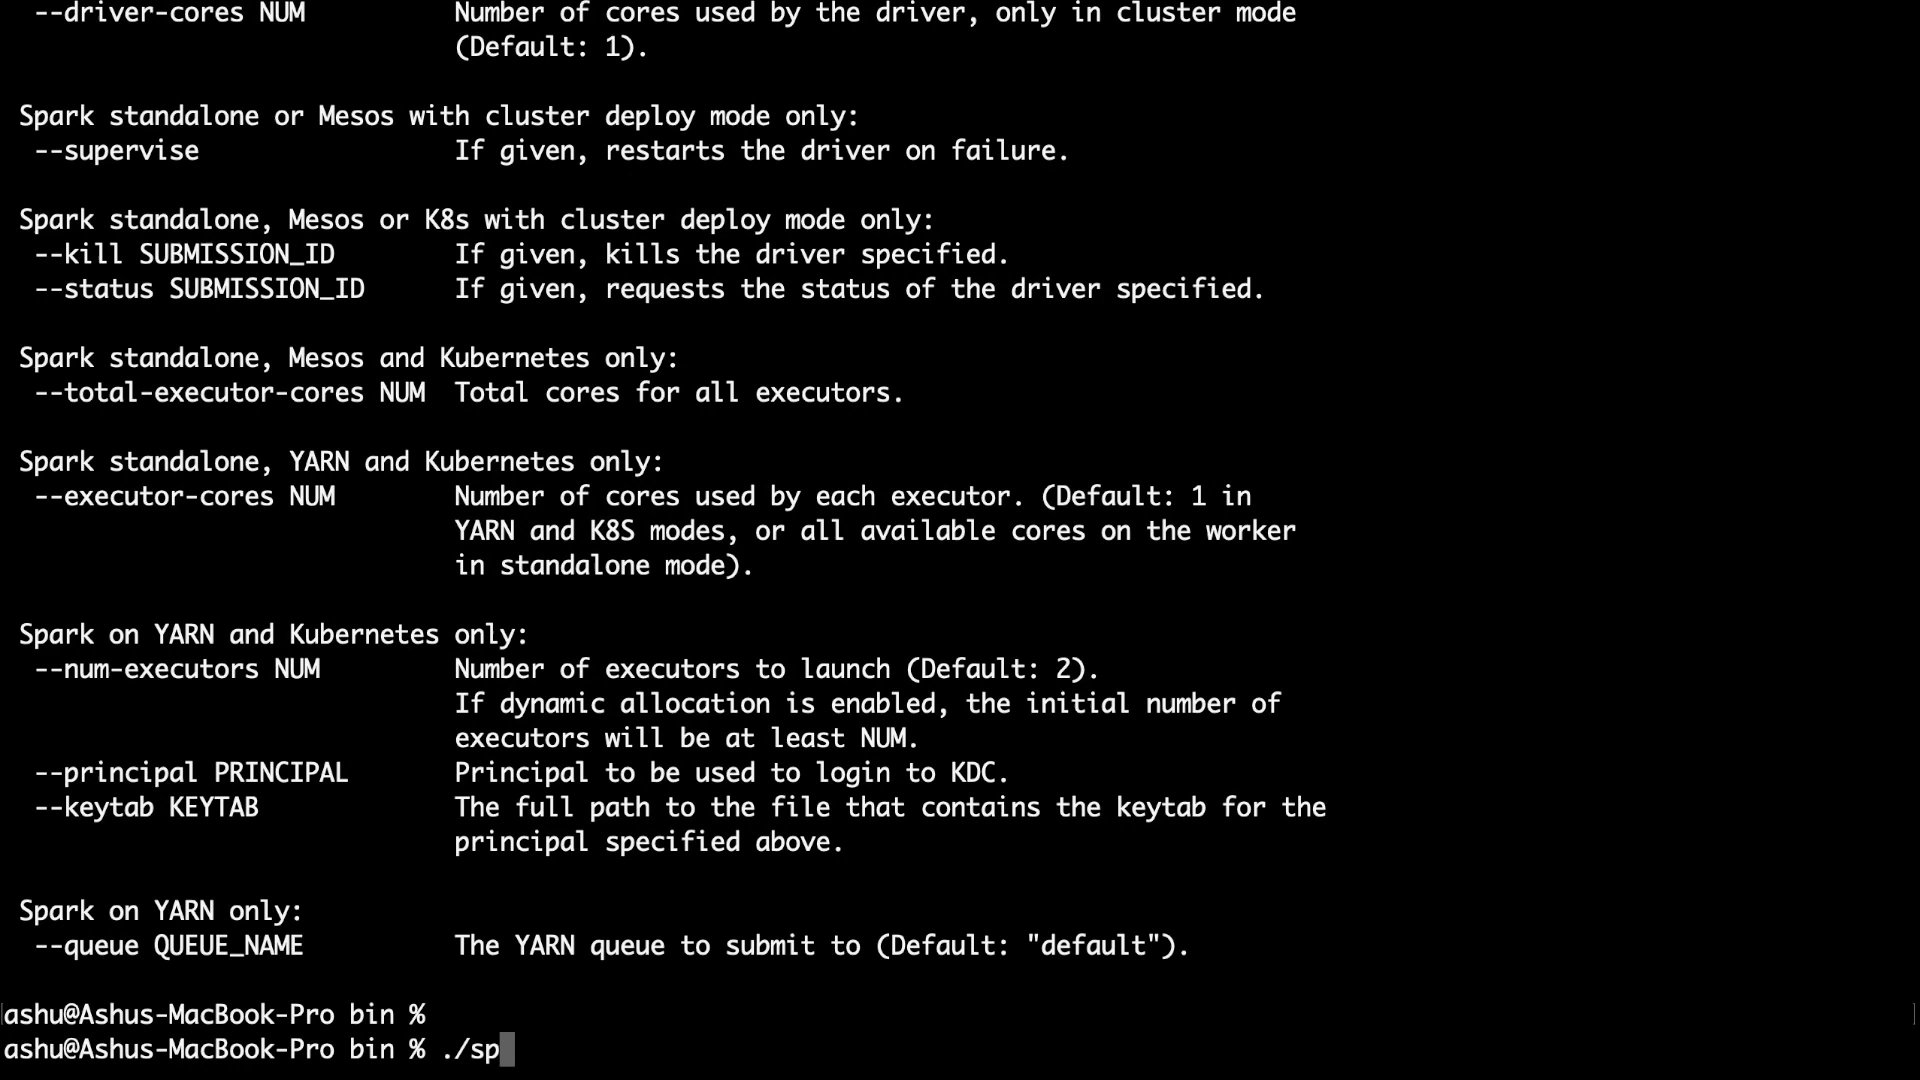 --driver-cores NUM Number of cores used by the driver, only in cluster mode
(Default: 1).
Spark standalone or Mesos with cluster deploy mode only:
--supervise If given, restarts the driver on failure.
Spark standalone, Mesos or K8s with cluster deploy mode only:
--kill SUBMISSION_ID If given, kills the driver specified.
--status SUBMISSION_ID If given, requests the status of the driver specified.
Spark standalone, Mesos and Kubernetes only:
--total-executor-cores NUM Total cores for all executors.
Spark standalone, YARN and Kubernetes only:
--executor-cores NUM Number of cores used by each executor. (Default: 1 in
YARN and K8S modes, or all available cores on the worker
in standalone mode).
Spark on YARN and Kubernetes only:
--num-executors NUM Number of executors to launch (Default: 2).
If dynamic allocation is enabled, the initial number of
executors will be at least NUM.
--principal PRINCIPAL Principal to be used to login to KDC.
--keytab KEYTAB The full path to the file that contains the keytab for the
principal specified above.
Spark on YARN only:
--queue QUEUE_NAME The YARN queue to submit to (Default: "default").
ashu@Ashus-MacBook-Pro bin %
ashu@Ashus-MacBook-Pro bin % ./sp